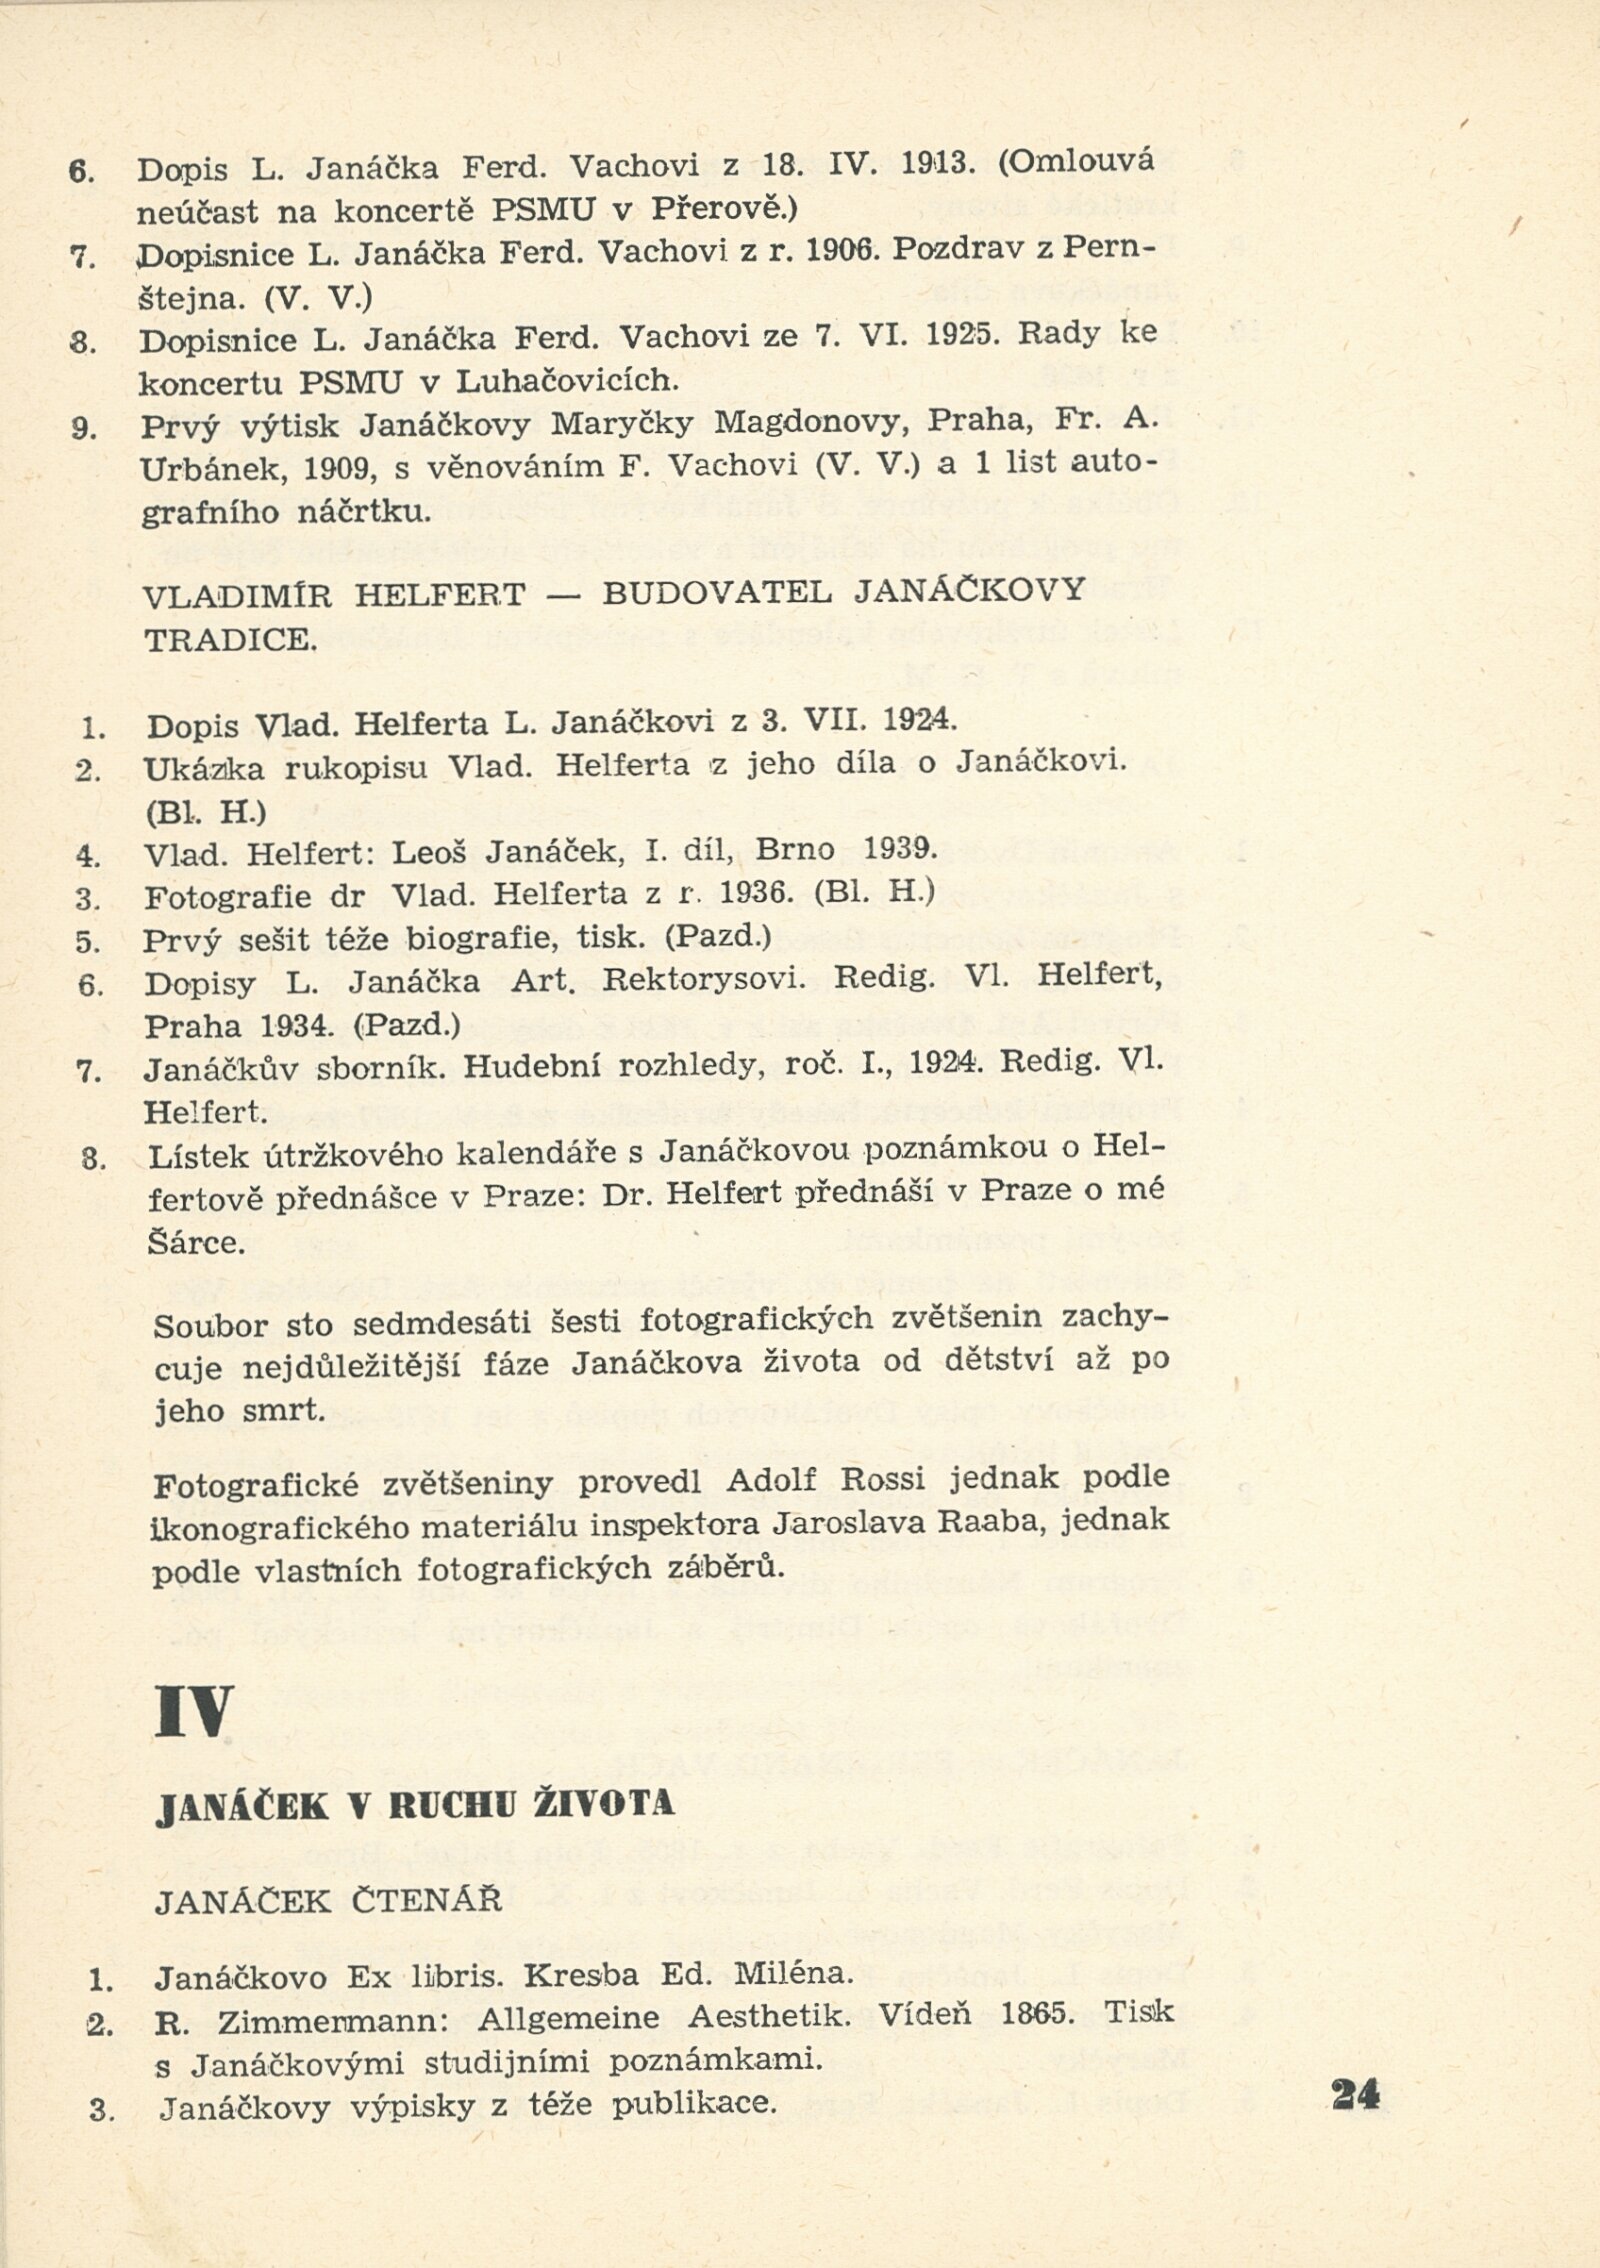 6. Dopis L. Janáčka Ferd. Vachovi z 18. IV. 1913. (Omlouvá
neúčast na koncertě PSMU v Přerově.)
7. Dopisnice L. Janáčka Ferd. Vachovi z r. 1906. Pozdrav z Pern-
štejna. (V. V.)
8. Dopisnice L. Janáčka Ferd. Vachovi ze 7. VI. 1925. Rady ke
koncertu PSMU v Luhačovicích.
9. Prvý výtisk Janáčkovy Maryčky Magdonovy, Praha, Fr. A.
Urbánek, 1909, s věnováním F. Vachovi (V. V.) a 1 list auto-
grafního náčrtku.
VLADIMÍR HELFERT — BUDOVATEL JANÁČKOVY
TRADICE.
1. Dopis Vlad. Helferta L. Janáčkovi z 3. VII. 1924.
2. Ukázka rukopisu Vlad. Helferta z jeho díla o Janáčkovi.
(Bl. H.)
4. Vlad. Helfert: Leoš Janáček, I. díl, Brno 1939.
3. Fotografie dr Vlad. Helferta z r. 1936. (Bl. H.)
5. Prvý sešit téže biografie, tisk. (Pazd.)
6. Dopisy L. Janáčka Art. Rektorysovi. Redig. Vl. Helfert,
Praha 1934. (Pazd.)
7. Janáčkův sborník. Hudební rozhledy, roč. I., 1924. Redig. Vl.
Helfert.
8. Lístek útržkového kalendáře s Janáčkovou poznámkou o Hel-
fertově přednášce v Praze: Dr. Helfert přednáší v Praze o mé
Šárce.
Soubor sto sedmdesáti šesti fotografických zvětšenin zachy-
cuje nejdůležitější fáze Janáčkova života od dětství až po
jeho smrt.
Fotografické zvětšeniny provedl Adolf Rossi jednak podle
ikonografického materiálu inspektora Jaroslava Raaba, jednak
podle vlastních fotografických záběrů.
IV
JANÁČEK V RUCHU ŽIVOTA
JANÁČEK ČTENÁŘ
1. Janáčkovo Ex libris. Kresba Ed. Miléna.
2. R. Zimmermann: Allgemeine Aesthetik. Vídeň 1865. Tisk
s Janáčkovými studijními poznámkami.
3. Janáčkovy výpisky z téže publikace.
24